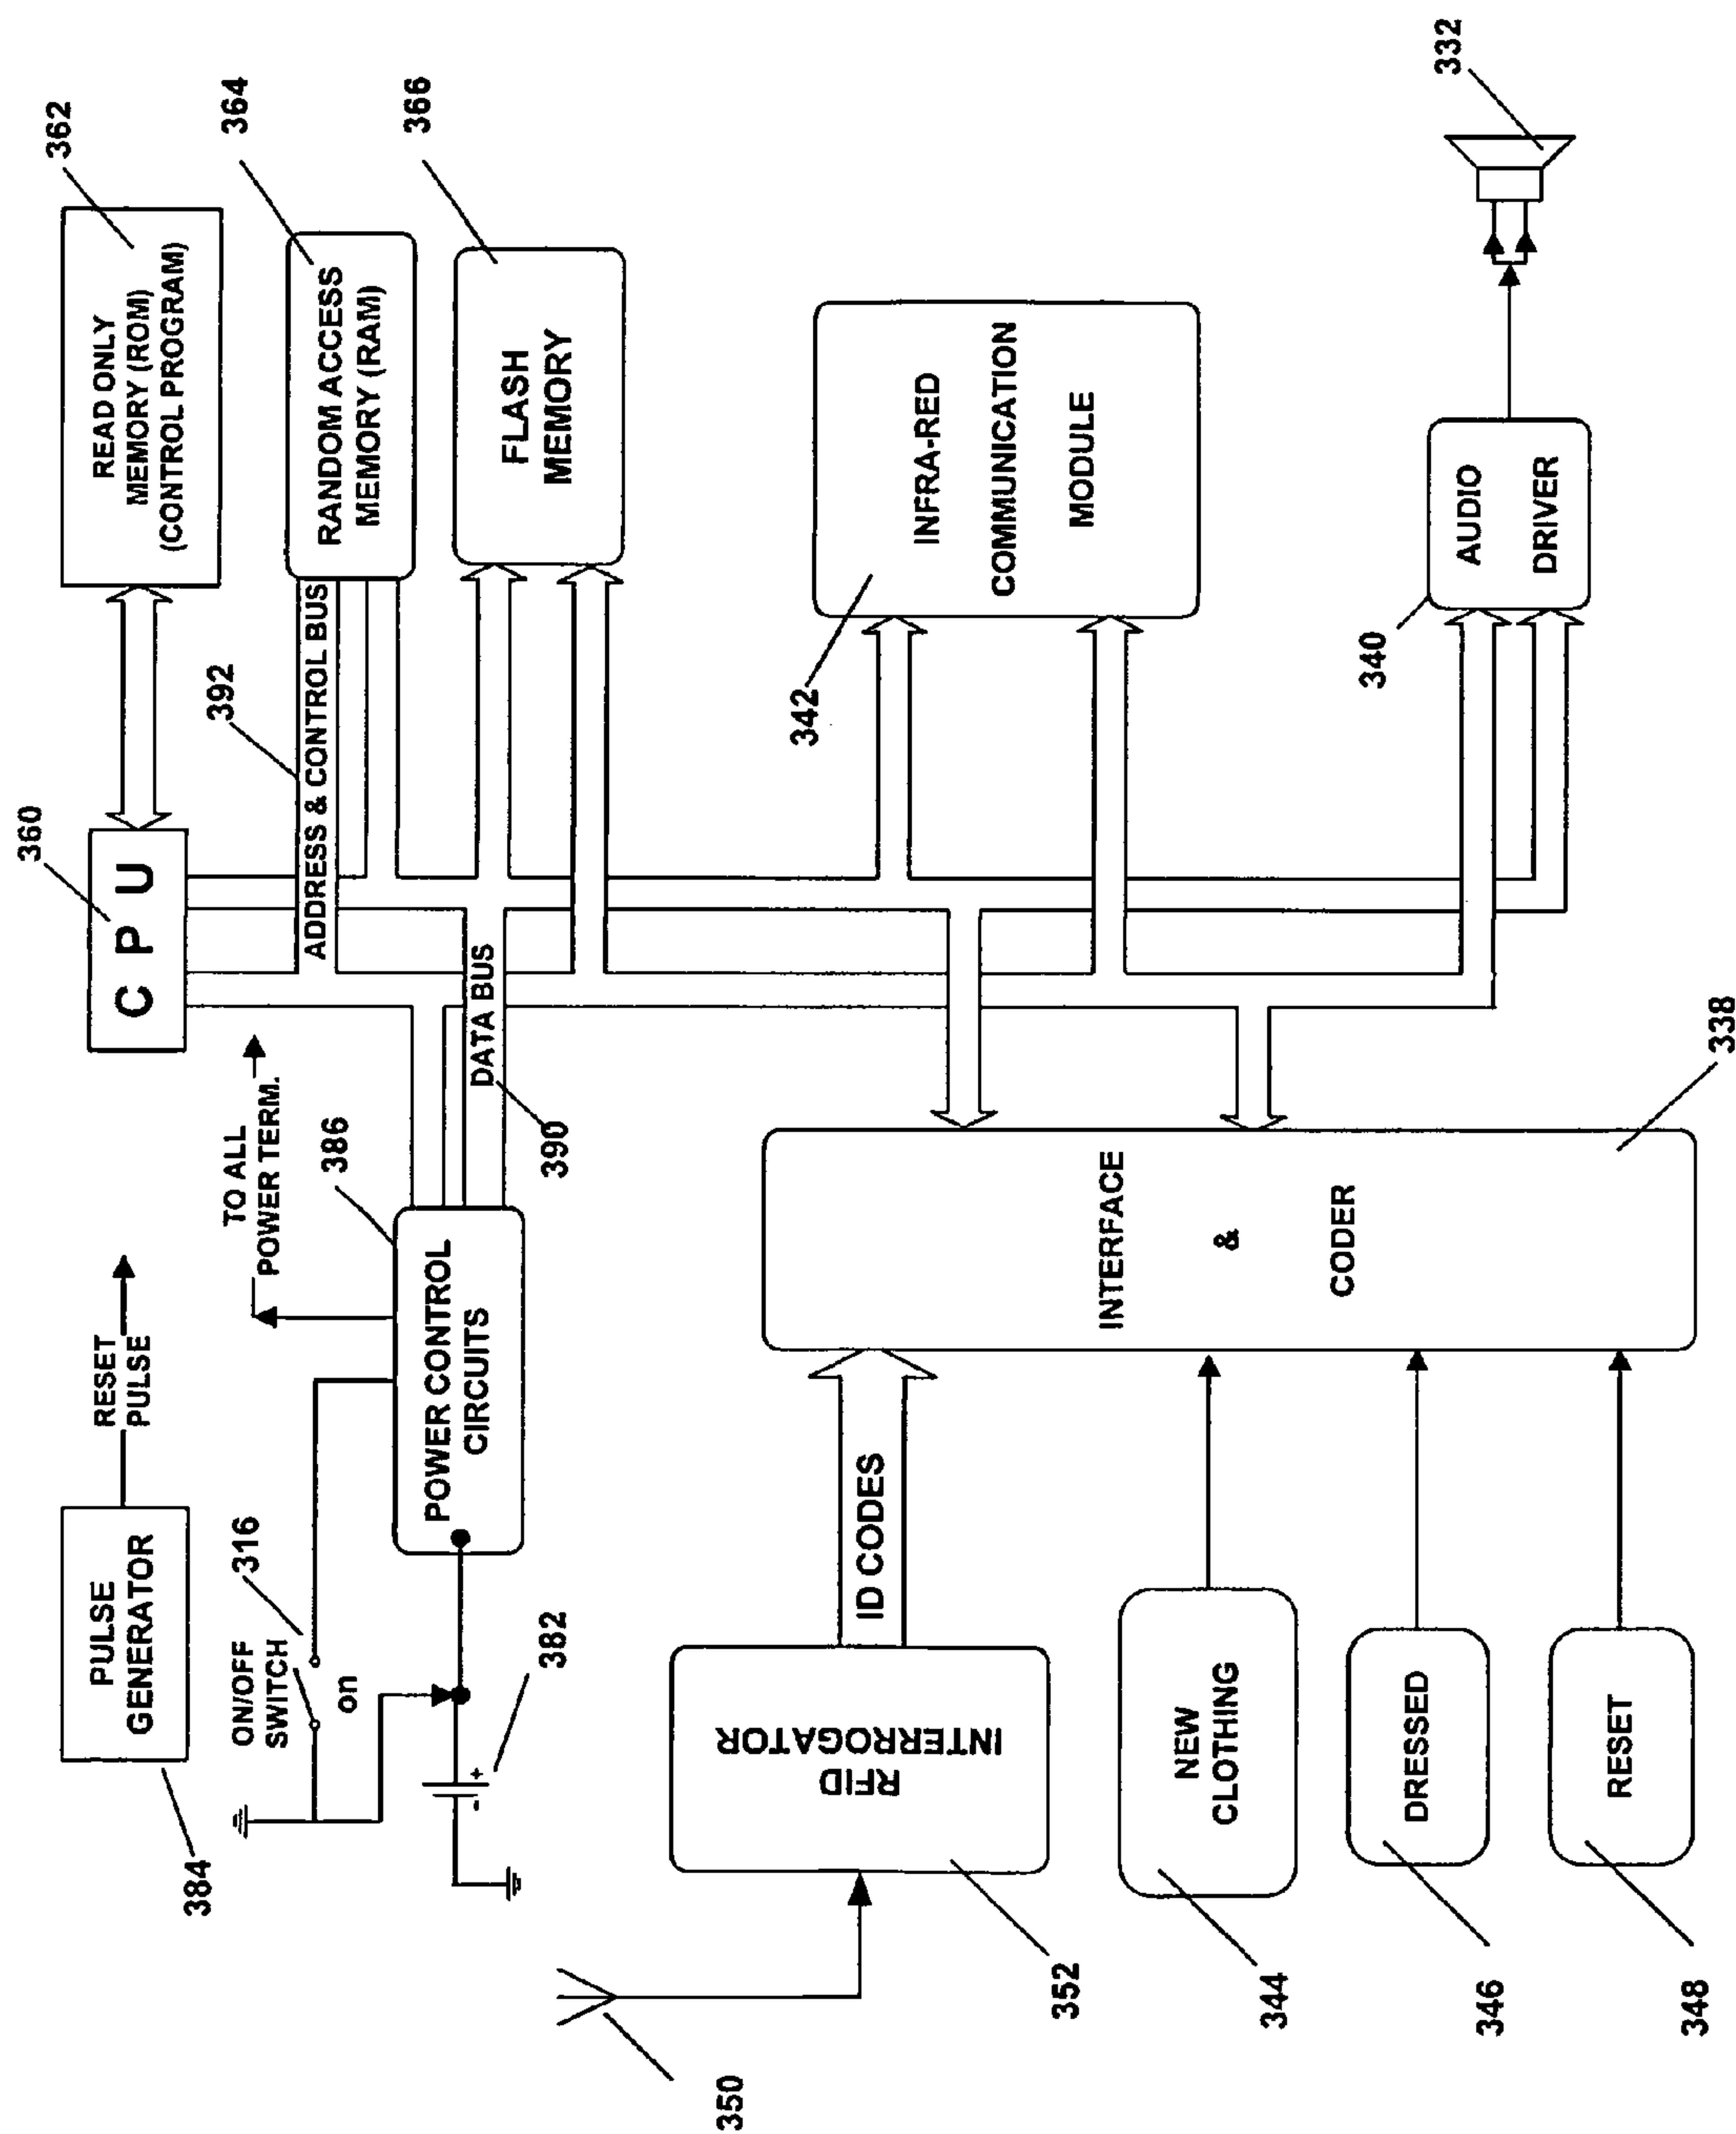 384
PULSE
GENERATOR
RESET
PULSE
360
C P U
362
READ ONLY
MEMORY (ROM)
(CONTROL PROGRAM)
ON/OFF
SWITCH
316
on
TO ALL
POWER TERM.
392
ADDRESS & CONTROL BUS
RANDOM ACCESS
MEMORY (RAM)
364
382
+
-
POWER CONTROL
CIRCUITS
386
DATA BUS
390
FLASH
MEMORY
366
350
RFID
INTERROGATOR
352
ID CODES
INTERFACE
&
CODER
338
342
INFRA-RED
COMMUNICATION
MODULE
344
NEW
CLOTHING
346
DRESSED
348
RESET
340
AUDIO
DRIVER
332